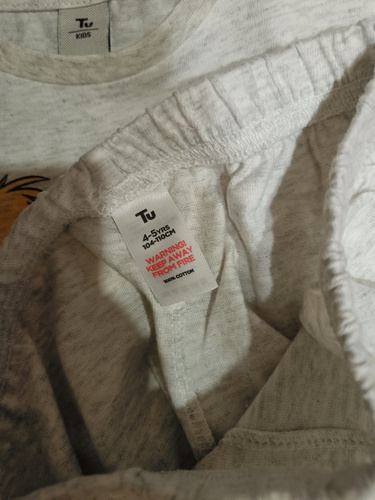 Tu
KIDS
Tu
4-5YRS
104-110CM
WARNING!
KEEP AWAY
FROM FIRE
100% COTTON